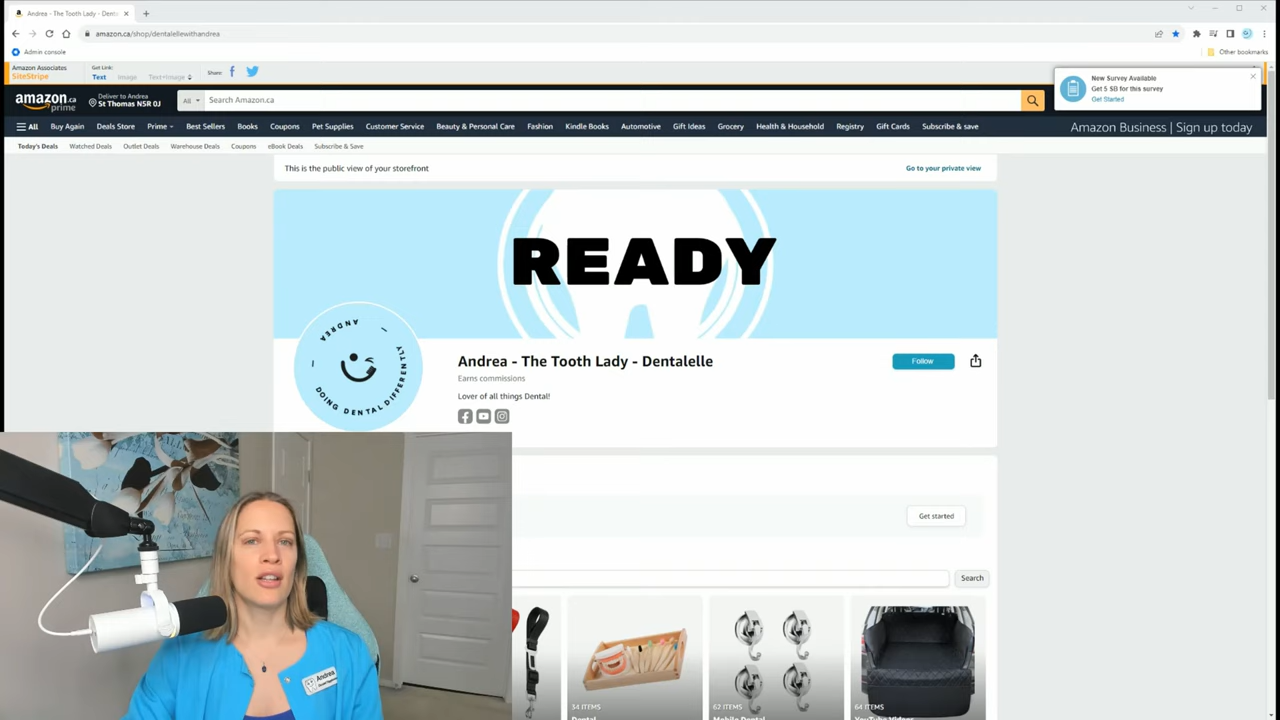 Andrea - The Tooth Lady - Denta
amazon.ca/shop/dentalellewithandrea
Admin console
Other bookmarks
Amazon Associates
SiteStripe
Get Link:
Text
Image
Text+Image
Share:
New Survey Available
Get 5 SB for this survey
Get Started
amazon.ca
prime
Deliver to Andrea
St Thomas N5R 0J
All
Search Amazon.ca
All
Buy Again
Deals Store
Prime
Best Sellers
Books
Coupons
Pet Supplies
Customer Service
Beauty & Personal Care
Fashion
Kindle Books
Automotive
Gift Ideas
Grocery
Health & Household
Registry
Gift Cards
Subscribe & save
Amazon Business | Sign up today
Today's Deals
Watched Deals
Outlet Deals
Warehouse Deals
Coupons
eBook Deals
Subscribe & Save
This is the public view of your storefront
Go to your private view
READY
ANDREA
DOING DENTAL DIFFERENTLY
Andrea - The Tooth Lady - Dentalelle
Follow
Earns commissions
Lover of all things Dental!
Get started
Search
34 ITEMS
Dental
62 ITEMS
Mobile Dental
64 ITEMS
YouTube Videos
Andrea